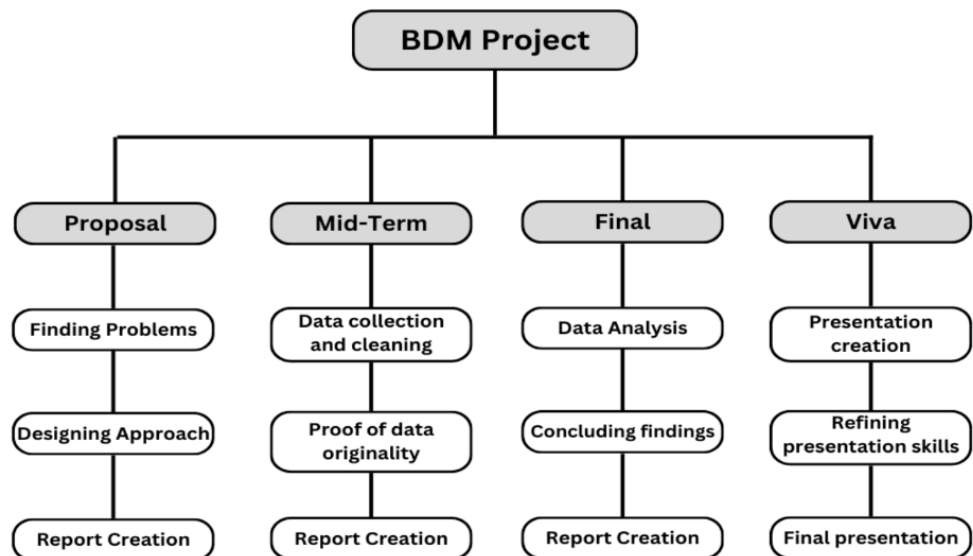 BDM Project
Proposal
Mid-Term
Final
Viva
Finding Problems
Data collection
and cleaning
Data Analysis
Presentation
creation
Designing Approach
Proof of data
originality
Concluding findings
Refining
presentation skills
Report Creation
Report Creation
Report Creation
Final presentation